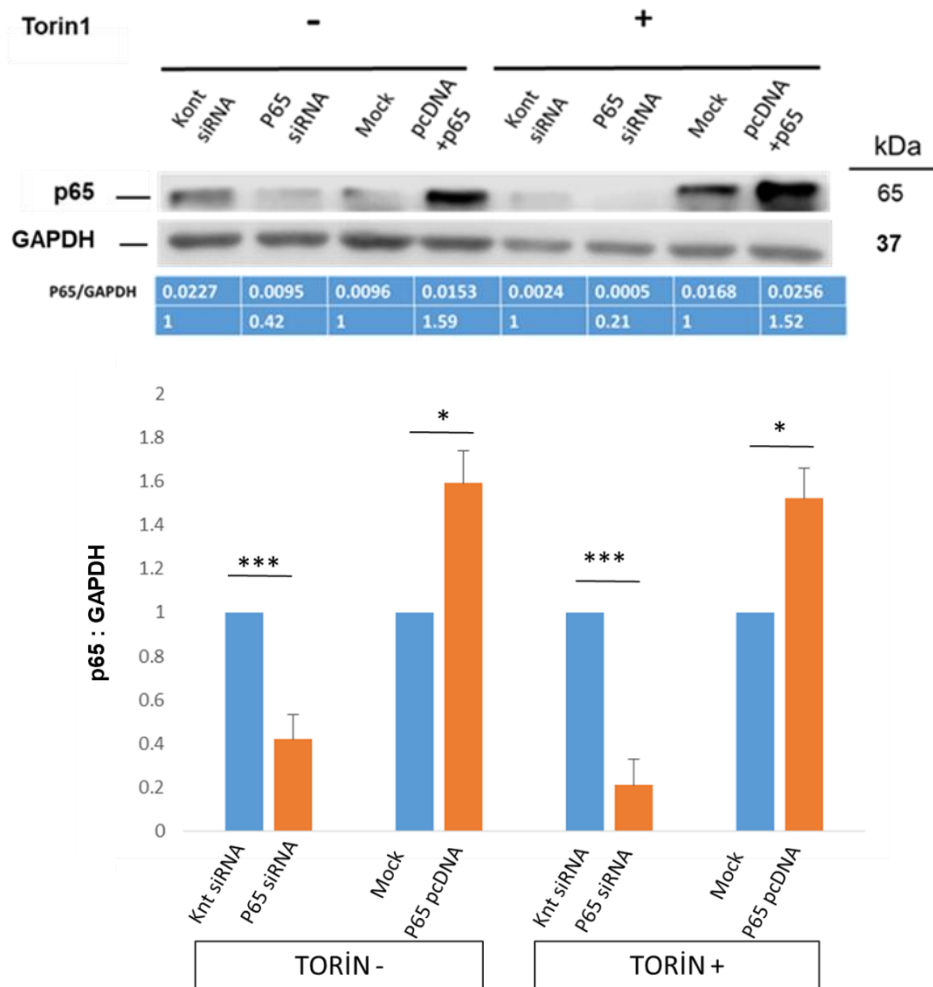 Torin1 - +
Kont siRNA P65 siRNA Mock pcDNA +p65 Kont siRNA P65 siRNA Mock pcDNA +p65
kDa
p65 65
GAPDH 37
P65/GAPDH 0.0227 0.0095 0.0096 0.0153 0.0024 0.0005 0.0168 0.0256
1 0.42 1 1.59 1 0.21 1 1.52
2
1.8
1.6
1.4
1.2
1
0.8
0.6
0.4
0.2
0
p65 : GAPDH
*** * *** *
Knt siRNA P65 siRNA Mock P65 pcDNA Knt siRNA P65 siRNA Mock P65 pcDNA
TORİN - TORİN +